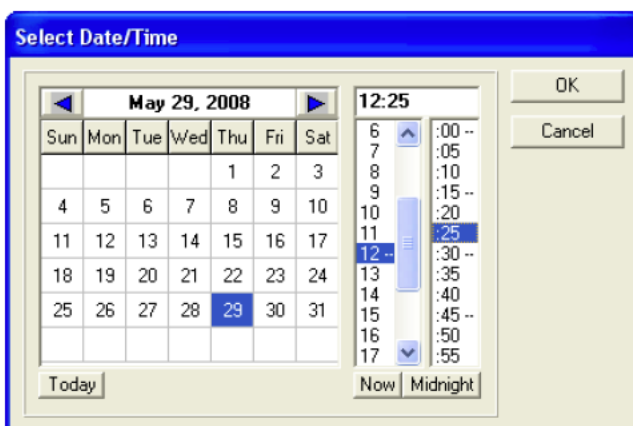 Select Date/Time
May 29, 2008
Sun Mon Tue Wed Thu Fri Sat
1 2 3
4 5 6 7 8 9 10
11 12 13 14 15 16 17
18 19 20 21 22 23 24
25 26 27 28 29 30 31
Today
12:25
6 :00 --
7 :05
8 :10
9 :15 --
10 :20
11 :25
12 -- :30 --
13 :35
14 :40
15 :45 --
16 :50
17 :55
Now Midnight
OK
Cancel